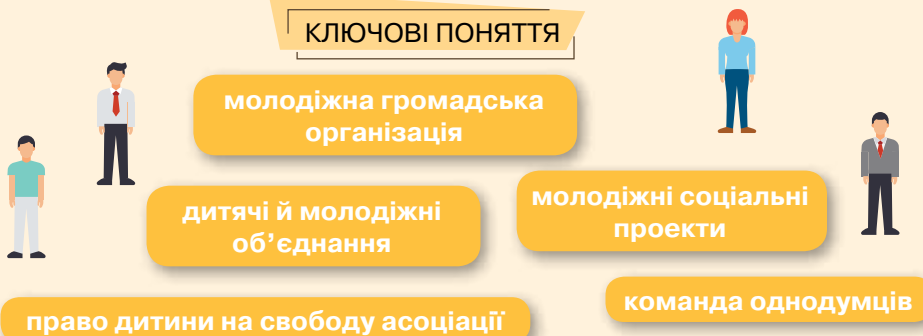 КЛЮЧОВІ ПОНЯТТЯ
молодіжна громадська
організація
дитячі й молодіжні
об’єднання
молодіжні соціальні
проекти
право дитини на свободу асоціації
команда однодумців